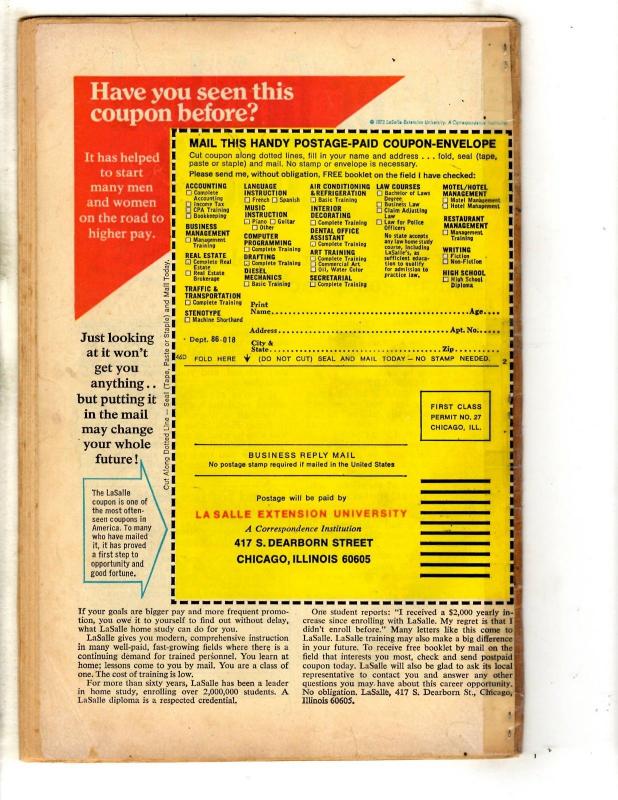 Have you seen this
coupon before?
© 1973 LaSalle Extension University. A Correspondence Institution
It has helped
to start
many men
and women
on the road to
higher pay.
MAIL THIS HANDY POSTAGE-PAID COUPON-ENVELOPE
Cut coupon along dotted lines, fill in your name and address . . . fold, seal (tape,
paste or staple) and mail. No stamp or envelope is necessary.
Please send me, without obligation, FREE booklet on the field I have checked:
ACCOUNTING
☐ Complete
Accounting
☐ Income Tax
☐ CPA Training
☐ Bookkeeping
BUSINESS
MANAGEMENT
☐ Management
Training
REAL ESTATE
☐ Complete Real
Estate
☐ Real Estate
Brokerage
TRAFFIC &
TRANSPORTATION
☐ Complete Training
STENOTYPE
☐ Machine Shorthand
LANGUAGE
INSTRUCTION
☐ French ☐ Spanish
MUSIC
INSTRUCTION
☐ Piano ☐ Guitar
☐ Other
COMPUTER
PROGRAMMING
☐ Complete Training
DRAFTING
☐ Complete Training
DIESEL
MECHANICS
☐ Basic Training
AIR CONDITIONING
& REFRIGERATION
☐ Basic Training
INTERIOR
DECORATING
☐ Complete Training
DENTAL OFFICE
ASSISTANT
☐ Complete Training
ART TRAINING
☐ Complete Training
☐ Commercial Art
☐ Oil, Water Color
SECRETARIAL
☐ Complete Training
LAW COURSES
☐ Bachelor of Laws
Degree
☐ Business Law
☐ Claim Adjusting
Law
☐ Law for Police
Officers
No state accepts
any law home study
course, including
LaSalle's, as
sufficient educa-
tion to qualify
for admission to
practice law.
MOTEL/HOTEL
MANAGEMENT
☐ Motel Management
☐ Hotel Management
RESTAURANT
MANAGEMENT
☐ Management
Training
WRITING
☐ Fiction
☐ Non-Fiction
HIGH SCHOOL
☐ High School
Diploma
Print
Name.....Age....
Address.....Apt. No.....
Dept. 86-018
City &
State.....Zip.....
46D FOLD HERE (DO NOT CUT) SEAL AND MAIL TODAY – NO STAMP NEEDED. 2
Cut Along Dotted Line — Seal (Tape, Paste or Staple) and Mail Today.
Just looking
at it won't
get you
anything . .
but putting it
in the mail
may change
your whole
future!
The LaSalle
coupon is one of
the most often-
seen coupons in
America. To many
who have mailed
it, it has proved
a first step to
opportunity and
good fortune.
FIRST CLASS
PERMIT NO. 27
CHICAGO, ILL.
BUSINESS REPLY MAIL
No postage stamp required if mailed in the United States
Postage will be paid by
LA SALLE EXTENSION UNIVERSITY
A Correspondence Institution
417 S. DEARBORN STREET
CHICAGO, ILLINOIS 60605
If your goals are bigger pay and more frequent promo-
tion, you owe it to yourself to find out without delay,
what LaSalle home study can do for you.
LaSalle gives you modern, comprehensive instruction
in many well-paid, fast-growing fields where there is a
continuing demand for trained personnel. You learn at
home; lessons come to you by mail. You are a class of
one. The cost of training is low.
For more than sixty years, LaSalle has been a leader
in home study, enrolling over 2,000,000 students. A
LaSalle diploma is a respected credential.
One student reports: "I received a $2,000 yearly in-
crease since enrolling with LaSalle. My regret is that I
didn't enroll before." Many letters like this come to
LaSalle. LaSalle training may also make a big difference
in your future. To receive free booklet by mail on the
field that interests you most, check and send postpaid
coupon today. LaSalle will also be glad to ask its local
representative to contact you and answer any other
questions you may have about this career opportunity.
No obligation. LaSalle, 417 S. Dearborn St., Chicago,
Illinois 60605.